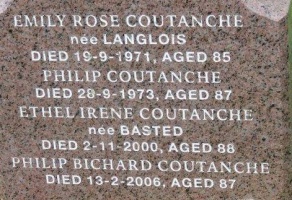 EMILY ROSE COUTANCHE
née LANGLOIS
DIED 19-9-1971, AGED 85
PHILIP COUTANCHE
DIED 28-9-1973, AGED 87
ETHEL IRENE COUTANCHE
née BASTED
DIED 2-11-2000, AGED 88
PHILIP BICHARD COUTANCHE
DIED 13-2-2006, AGED 87